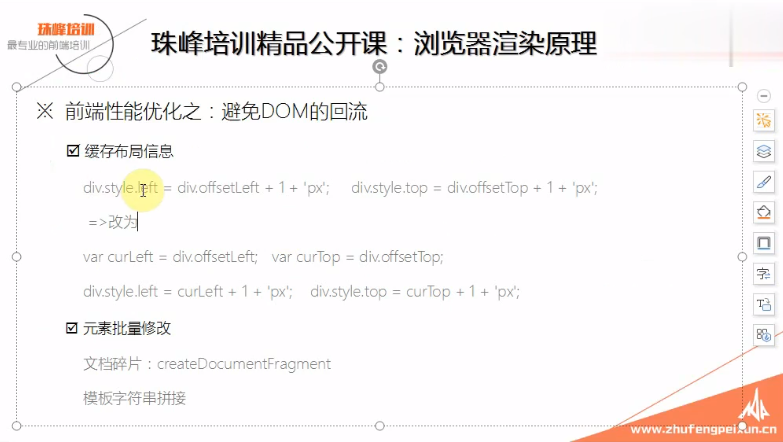 珠峰培训
最专业的前端培训
珠峰培训精品公开课：浏览器渲染原理
※ 前端性能优化之：避免DOM的回流
☑ 缓存布局信息
div.style.left = div.offsetLeft + 1 + 'px'; div.style.top = div.offsetTop + 1 + 'px';
=>改为
var curLeft = div.offsetLeft; var curTop = div.offsetTop;
div.style.left = curLeft + 1 + 'px'; div.style.top = curTop + 1 + 'px';
☑ 元素批量修改
文档碎片：createDocumentFragment
模板字符串拼接
www.zhufengpeixun.cn